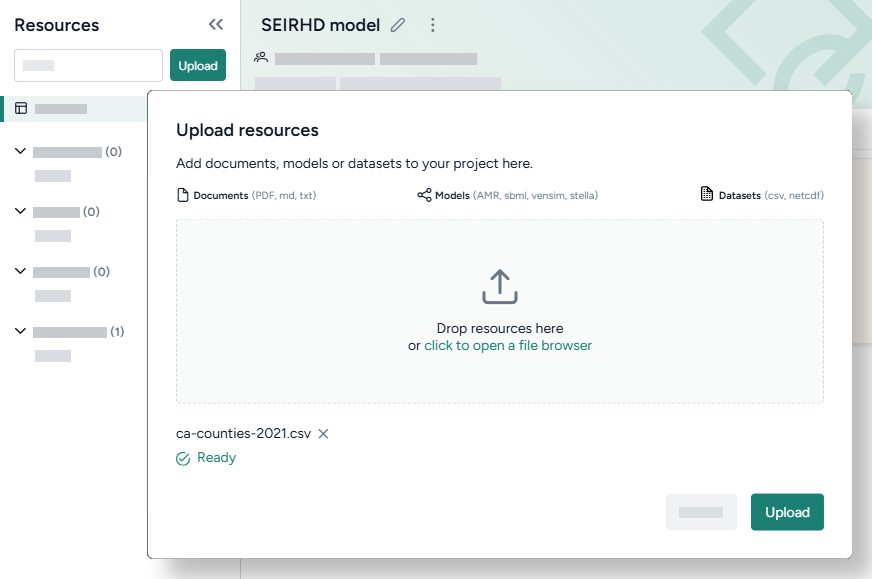 Resources
SEIRHD model
Upload
(0)
(0)
(0)
(1)
Upload resources
Add documents, models or datasets to your project here.
Documents (PDF, md, txt)
Models (AMR, sbml, vensim, stella)
Datasets (csv, netcdf)
Drop resources here
or click to open a file browser
ca-counties-2021.csv
Ready
Upload